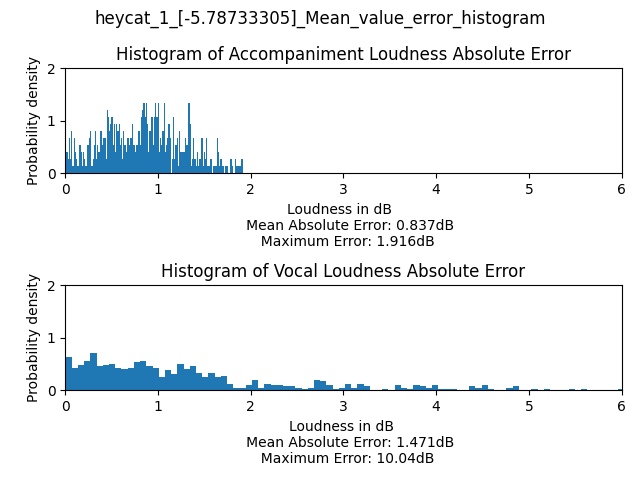 heycat_1_[-5.78733305]_Mean_value_error_histogram
Histogram of Accompaniment Loudness Absolute Error
Probability density
2
1
0
0 1 2 3 4 5 6
Loudness in dB
Mean Absolute Error: 0.837dB
Maximum Error: 1.916dB
Histogram of Vocal Loudness Absolute Error
Probability density
2
1
0
0 1 2 3 4 5 6
Loudness in dB
Mean Absolute Error: 1.471dB
Maximum Error: 10.04dB